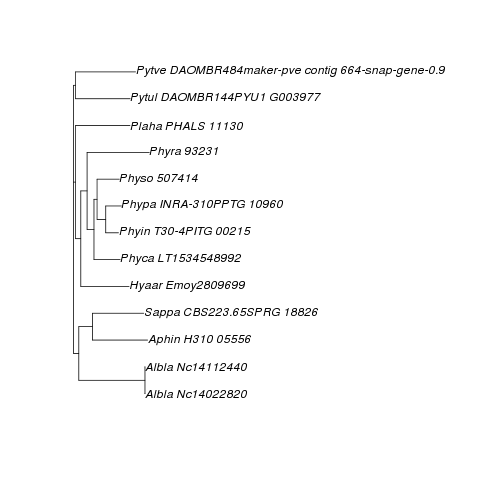 Pytve DAOMBR484maker-pve contig 664-snap-gene-0.9
Pytul DAOMBR144PYU1 G003977
Plaha PHALS 11130
Phyra 93231
Physo 507414
Phypa INRA-310PPTG 10960
Phyin T30-4PITG 00215
Phyca LT1534548992
Hyaar Emoy2809699
Sappa CBS223.65SPRG 18826
Aphin H310 05556
Albla Nc14112440
Albla Nc14022820